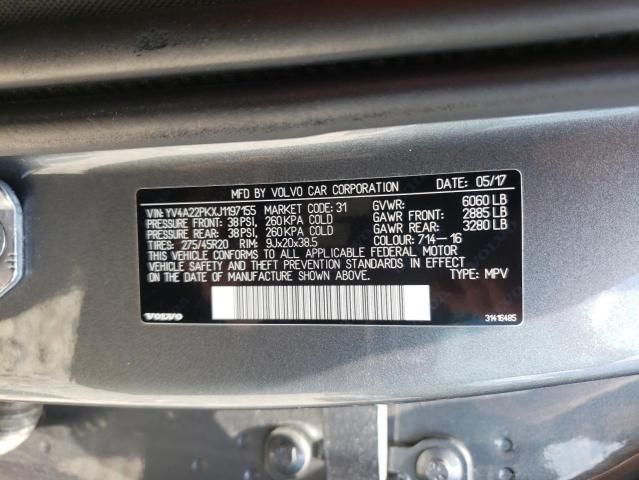 MFD BY VOLVO CAR CORPORATION DATE: 05/17
VIN: YV4A22PKXJ1197155 MARKET CODE: 31 GVWR: 6060 LB
PRESSURE FRONT: 38PSI, 260KPA COLD GAWR FRONT: 2885 LB
PRESSURE REAR: 38PSI, 260KPA COLD GAWR REAR: 3280 LB
TIRES: 275/45R20 RIM: 9Jx20x38.5 COLOUR: 714-16
THIS VEHICLE CONFORMS TO ALL APPLICABLE FEDERAL MOTOR
VEHICLE SAFETY AND THEFT PREVENTION STANDARDS IN EFFECT
ON THE DATE OF MANUFACTURE SHOWN ABOVE. TYPE: MPV
VOLVO 31416485